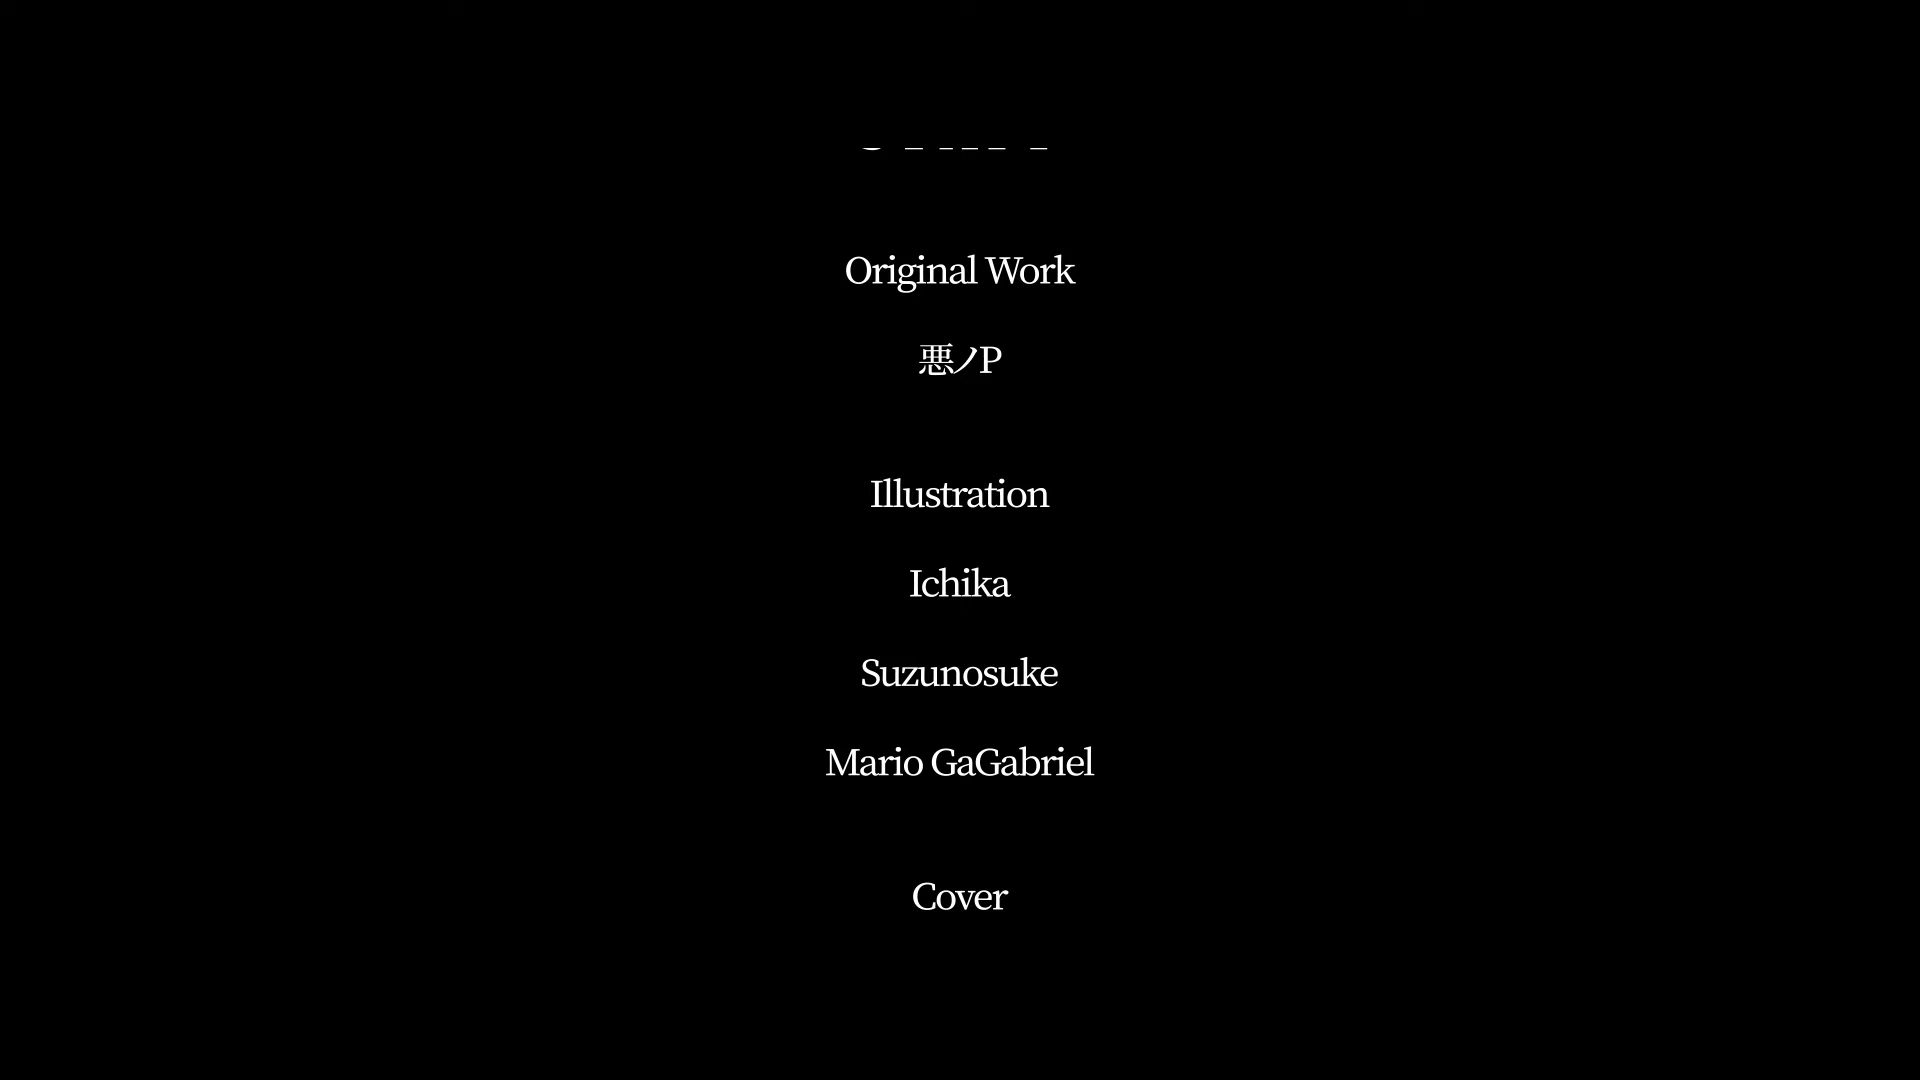 Original Work
悪ノP
Illustration
Ichika
Suzunosuke
Mario GaGabriel
Cover